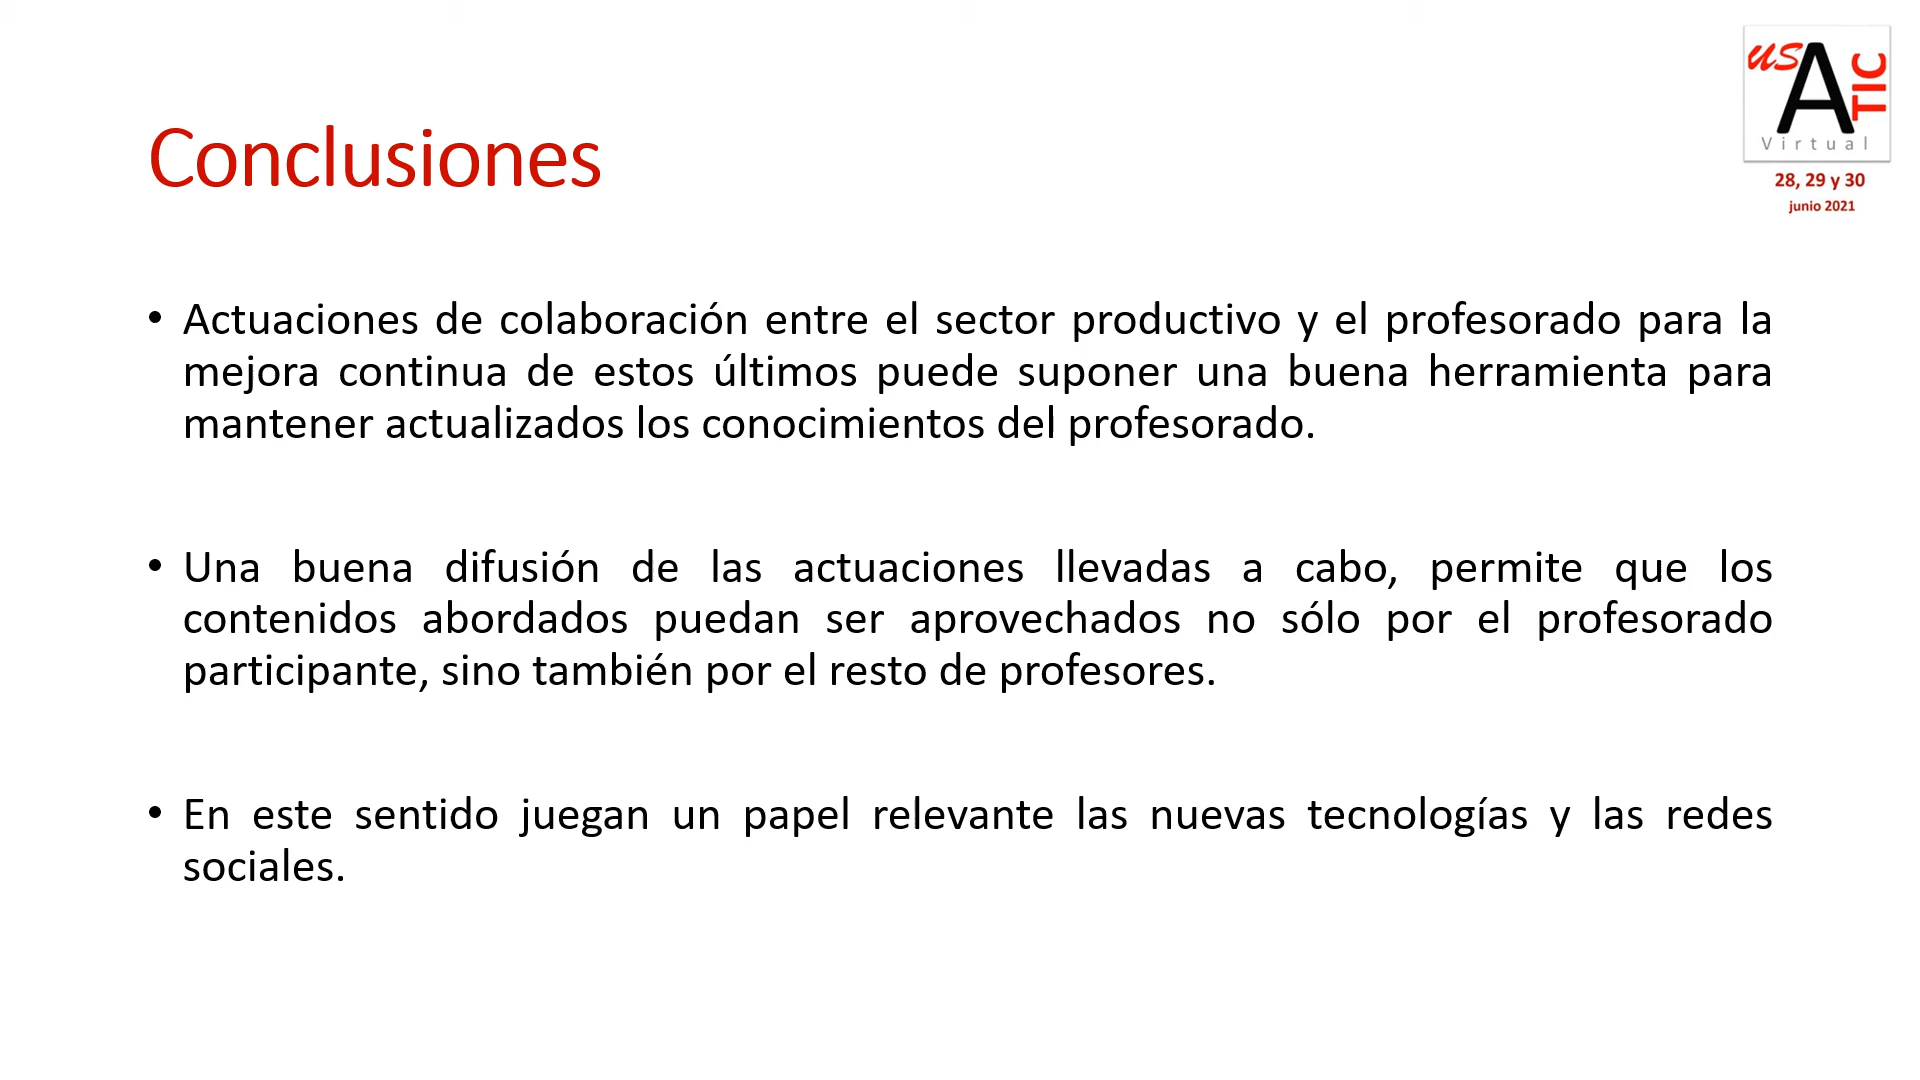 usATIC
Virtual
28, 29 y 30
junio 2021
Conclusiones
• Actuaciones de colaboración entre el sector productivo y el profesorado para la
mejora continua de estos últimos puede suponer una buena herramienta para
mantener actualizados los conocimientos del profesorado.
• Una buena difusión de las actuaciones llevadas a cabo, permite que los
contenidos abordados puedan ser aprovechados no sólo por el profesorado
participante, sino también por el resto de profesores.
• En este sentido juegan un papel relevante las nuevas tecnologías y las redes
sociales.